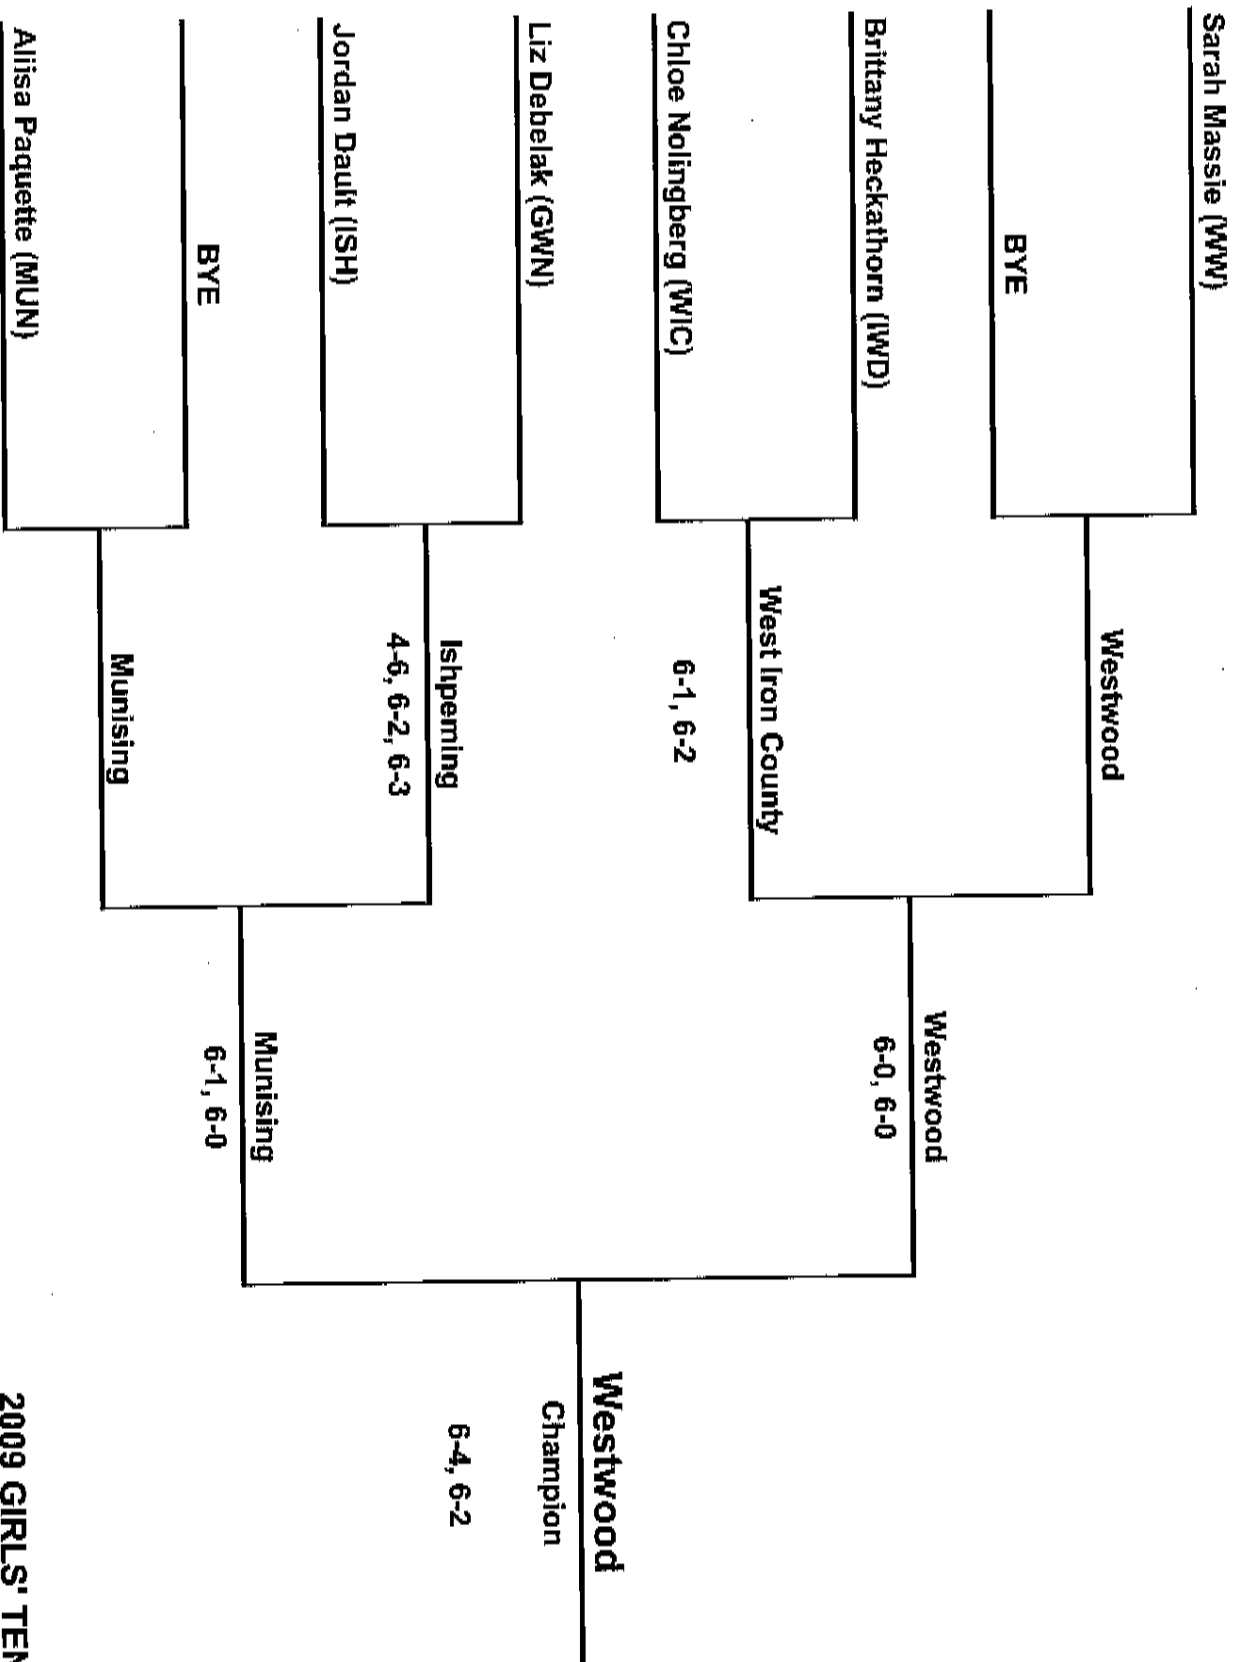 Sarah Massie (WW)
BYE
Brittany Heckathorn (IWD)
Chloe Nolingberg (WIC)
Liz Debelak (GWN)
Jordan Dault (ISH)
BYE
Aliisa Paquette (MUN)
Westwood
West Iron County
6-1, 6-2
Ishpeming
4-6, 6-2, 6-3
Munising
Westwood
6-0, 6-0
Munising
6-1, 6-0
Westwood
Champion
6-4, 6-2
2009 GIRLS'